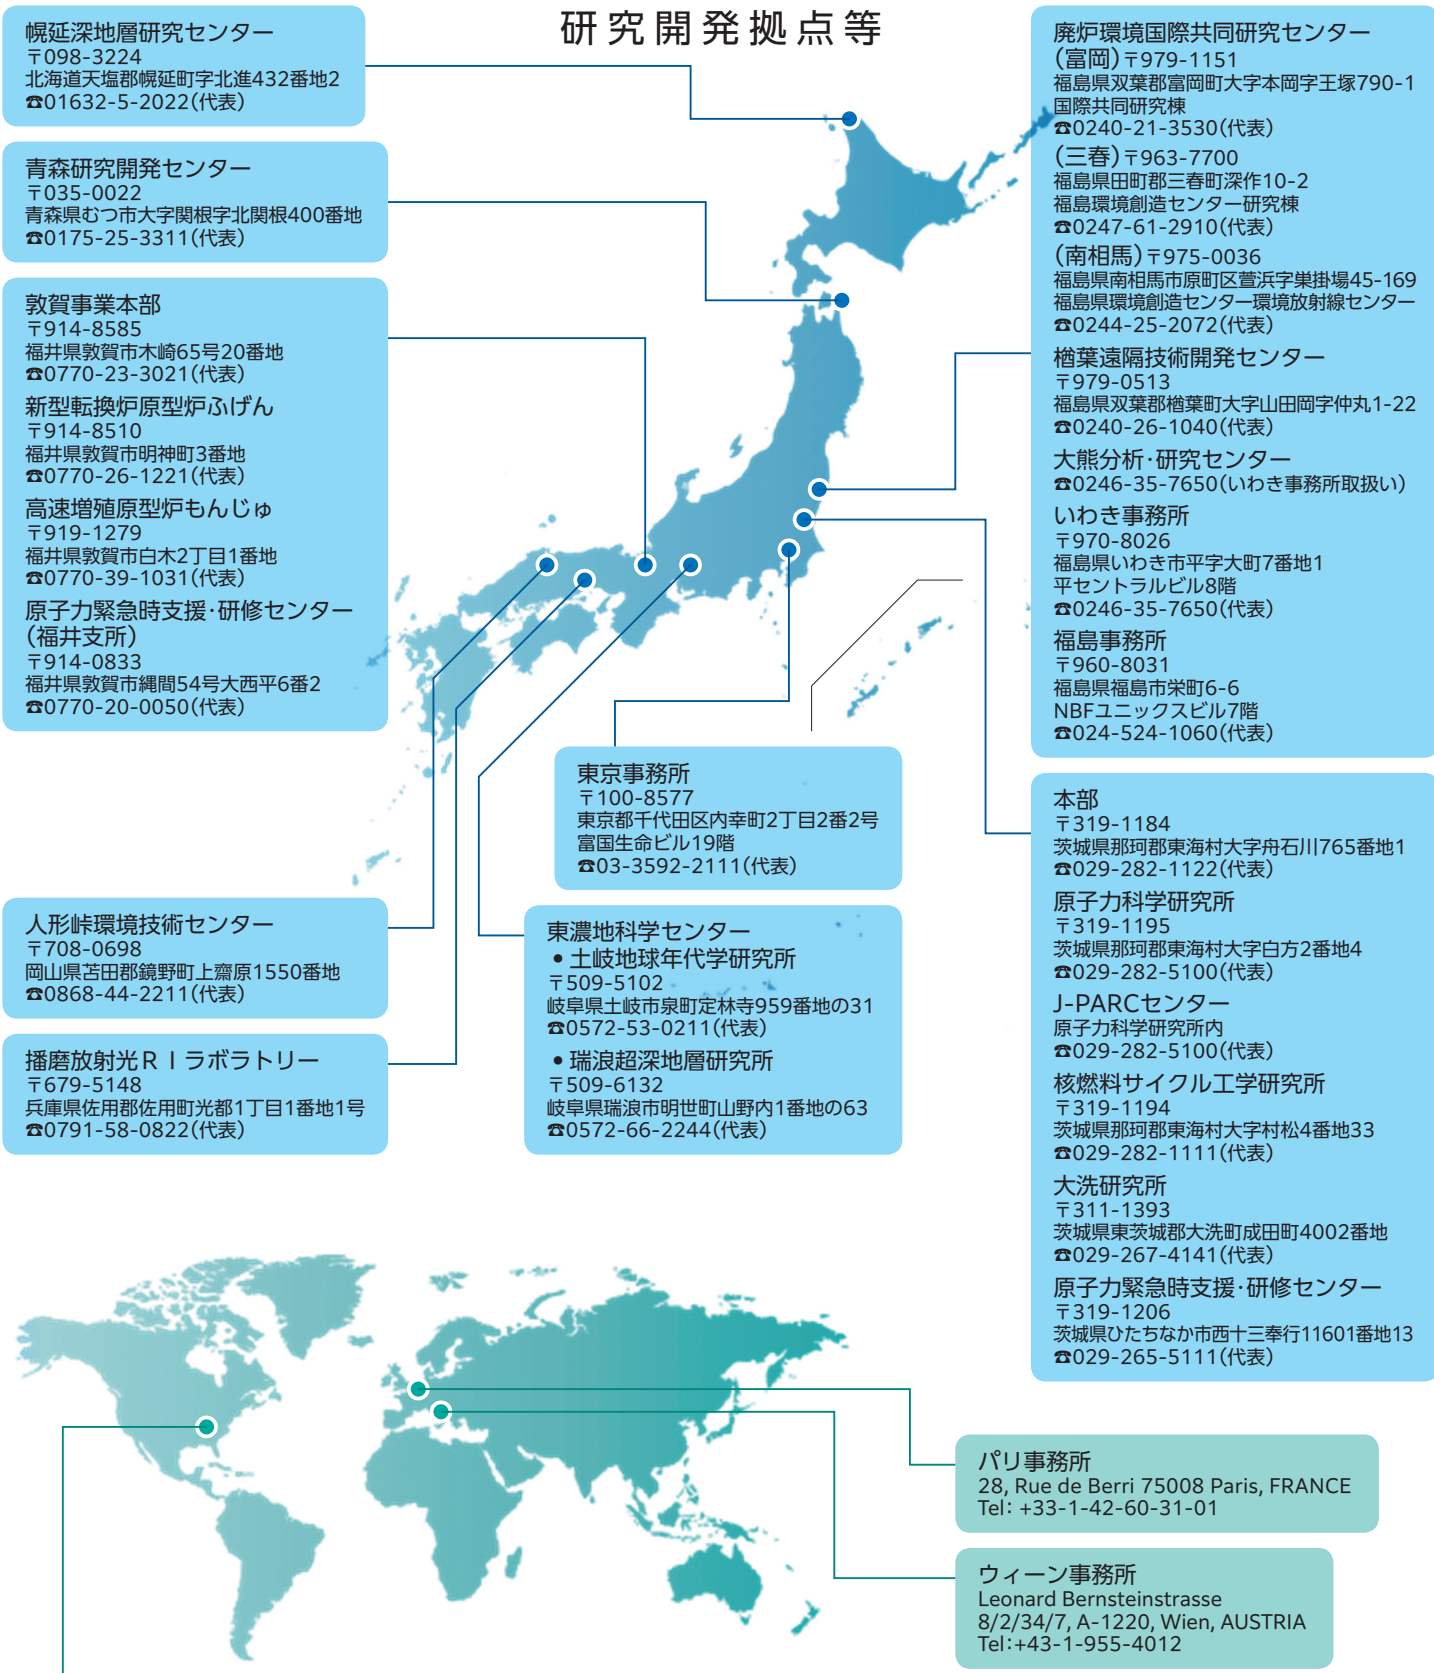 研究開発拠点等
幌延深地層研究センター
〒098-3224
北海道天塩郡幌延町字北進432番地2
☎01632-5-2022(代表)
青森研究開発センター
〒035-0022
青森県むつ市大字関根字北関根400番地
☎0175-25-3311(代表)
敦賀事業本部
〒914-8585
福井県敦賀市木崎65号20番地
☎0770-23-3021(代表)
新型転換炉原型炉ふげん
〒914-8510
福井県敦賀市明神町3番地
☎0770-26-1221(代表)
高速増殖原型炉もんじゅ
〒919-1279
福井県敦賀市白木2丁目1番地
☎0770-39-1031(代表)
原子力緊急時支援・研修センター
(福井支所)
〒914-0833
福井県敦賀市縄間54号大西平6番2
☎0770-20-0050(代表)
人形峠環境技術センター
〒708-0698
岡山県苫田郡鏡野町上齋原1550番地
☎0868-44-2211(代表)
播磨放射光RIラボラトリー
〒679-5148
兵庫県佐用郡佐用町光都1丁目1番地1号
☎0791-58-0822(代表)
東京事務所
〒100-8577
東京都千代田区内幸町2丁目2番2号
富国生命ビル19階
☎03-3592-2111(代表)
東濃地科学センター
•土岐地球年代学研究所
〒509-5102
岐阜県土岐市泉町定林寺959番地の31
☎0572-53-0211(代表)
•瑞浪超深地層研究所
〒509-6132
岐阜県瑞浪市明世町山野内1番地の63
☎0572-66-2244(代表)
廃炉環境国際共同研究センター
(富岡)〒979-1151
福島県双葉郡富岡町大字本岡字王塚790-1
国際共同研究棟
☎0240-21-3530(代表)
(三春)〒963-7700
福島県田町郡三春町深作10-2
福島環境創造センター研究棟
☎0247-61-2910(代表)
(南相馬)〒975-0036
福島県南相馬市原町区萱浜字巣掛場45-169
福島県環境創造センター環境放射線センター
☎0244-25-2072(代表)
楢葉遠隔技術開発センター
〒979-0513
福島県双葉郡楢葉町大字山田岡字仲丸1-22
☎0240-26-1040(代表)
大熊分析・研究センター
☎0246-35-7650(いわき事務所取扱い)
いわき事務所
〒970-8026
福島県いわき市平字大町7番地1
平セントラルビル8階
☎0246-35-7650(代表)
福島事務所
〒960-8031
福島県福島市栄町6-6
NBFユニックスビル7階
☎024-524-1060(代表)
本部
〒319-1184
茨城県那珂郡東海村大字舟石川765番地1
☎029-282-1122(代表)
原子力科学研究所
〒319-1195
茨城県那珂郡東海村大字白方2番地4
☎029-282-5100(代表)
J-PARCセンター
原子力科学研究所内
☎029-282-5100(代表)
核燃料サイクル工学研究所
〒319-1194
茨城県那珂郡東海村大字村松4番地33
☎029-282-1111(代表)
大洗研究所
〒311-1393
茨城県東茨城郡大洗町成田町4002番地
☎029-267-4141(代表)
原子力緊急時支援・研修センター
〒319-1206
茨城県ひたちなか市西十三奉行11601番地13
☎029-265-5111(代表)
パリ事務所
28, Rue de Berri 75008 Paris, FRANCE
Tel: +33-1-42-60-31-01
ウィーン事務所
Leonard Bernsteinstrasse
8/2/34/7, A-1220, Wien, AUSTRIA
Tel:+43-1-955-4012